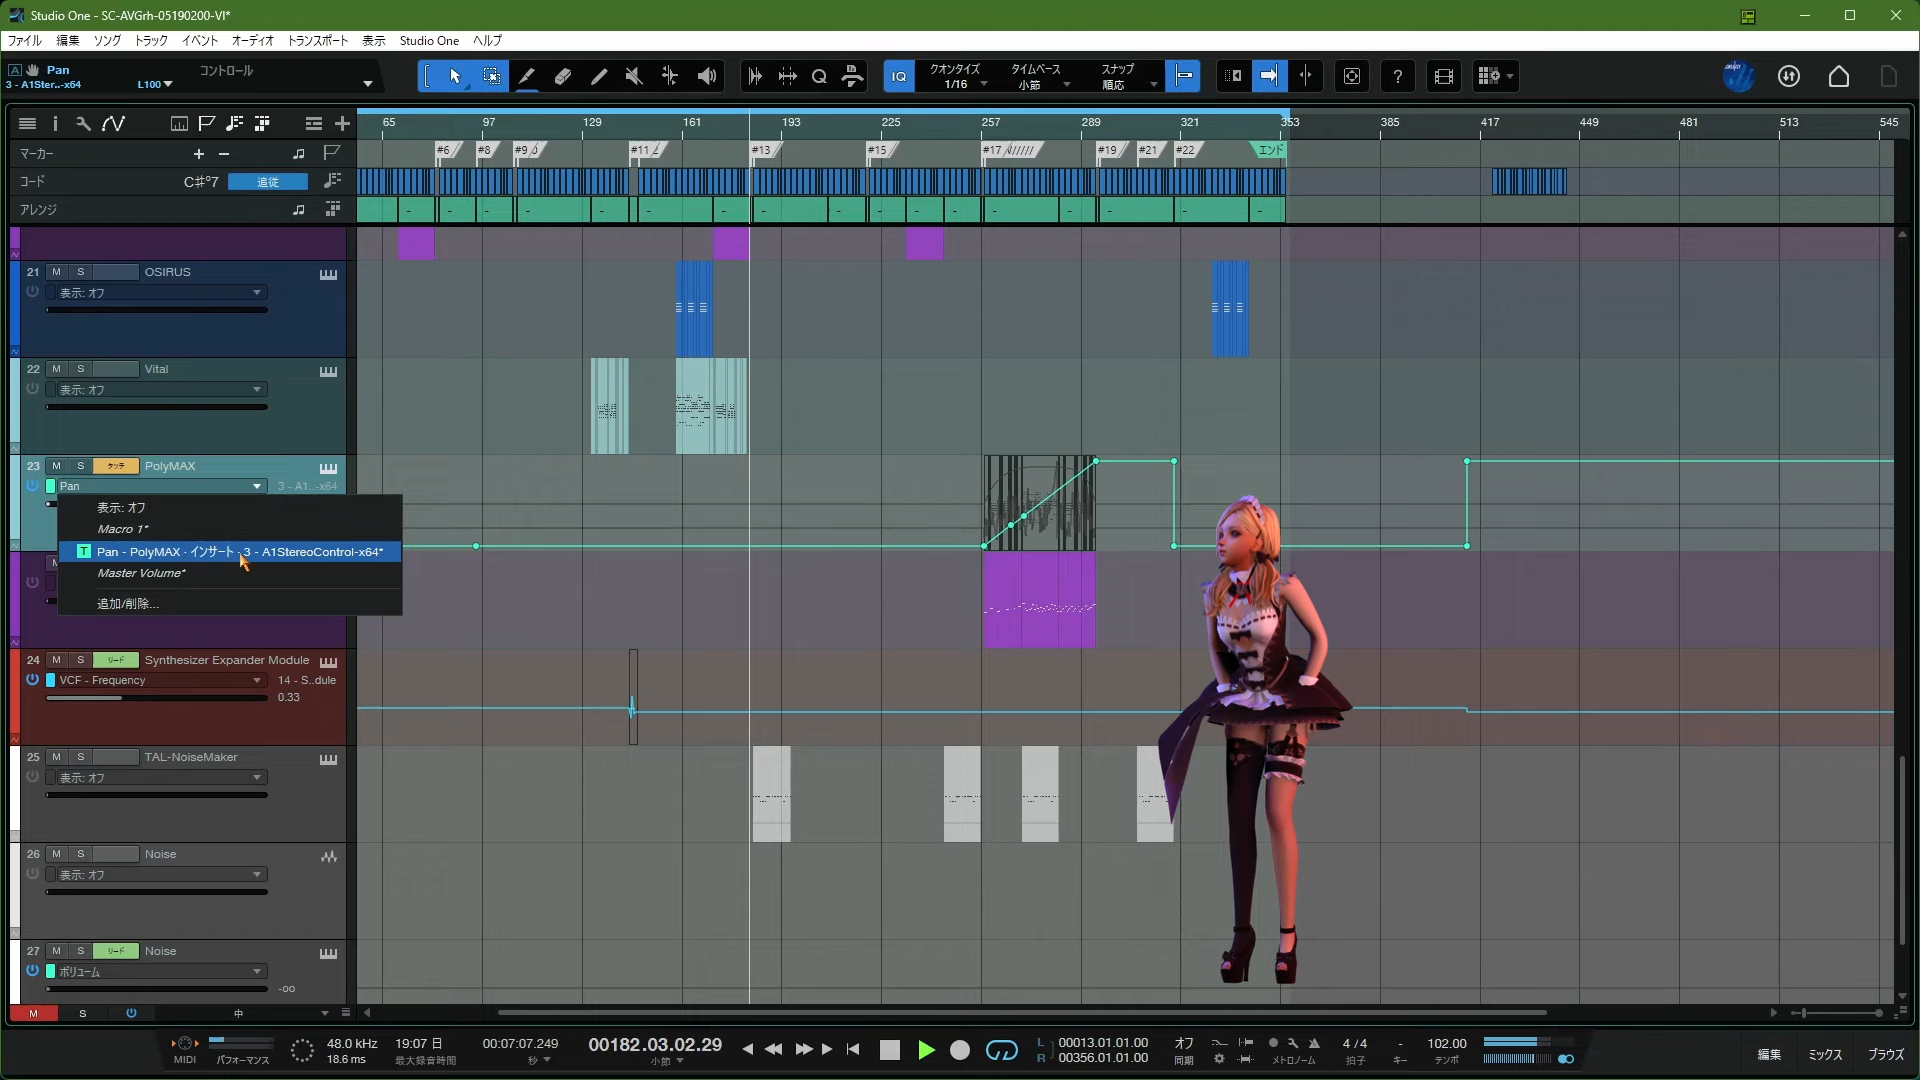 Studio One - SC-AVGrh-05190200-VI*
ファイル 編集 ソング トラック イベント オーディオ トランスポート 表示 Studio One ヘルプ
Pan
コントロール
3 - A1Ster..-x64 L100
IQ クオンタイズ 1/16 タイムベース 小節 スナップ 順応
65 97 129 161 193 225 257 289 321 353 385 417 449 481 513 545
マーカー
#6 #8 #9 #11 #13 #15 #17 #19 #21 #22 エンド
コード C♯°7 追従
アレンジ
21 M S OSIRUS
表示: オフ
22 M S Vital
表示: オフ
23 M S タッチ PolyMAX
Pan 3 - A1..-x64
表示: オフ
Macro 1*
T Pan - PolyMAX - インサート - 3 - A1StereoControl-x64*
Master Volume*
追加/削除...
24 M S リード Synthesizer Expander Module
VCF - Frequency 14 - S..dule
0.33
25 M S TAL-NoiseMaker
表示: オフ
26 M S Noise
表示: オフ
27 M S リード Noise
ボリューム
-oo
M S 中
MIDI パフォーマンス
48.0 kHz
18.6 ms
19:07 日
最大録音時間
00:07:07.249
秒
00182.03.02.29
小節
L 00013.01.01.00
R 00356.01.01.00
オフ
同期
メトロノーム
4 / 4
拍子
-
キー
102.00
テンポ
編集 ミックス ブラウズ